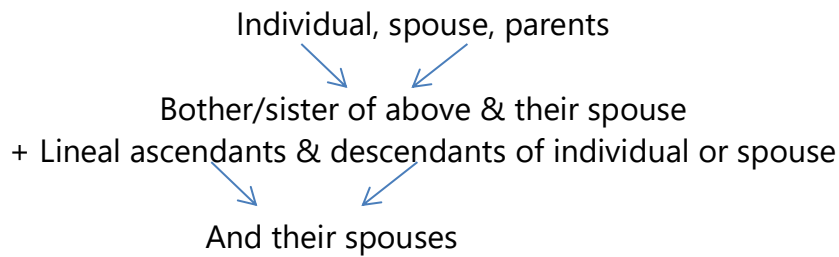 Individual, spouse, parents
Bother/sister of above & their spouse
+ Lineal ascendants & descendants of individual or spouse
And their spouses